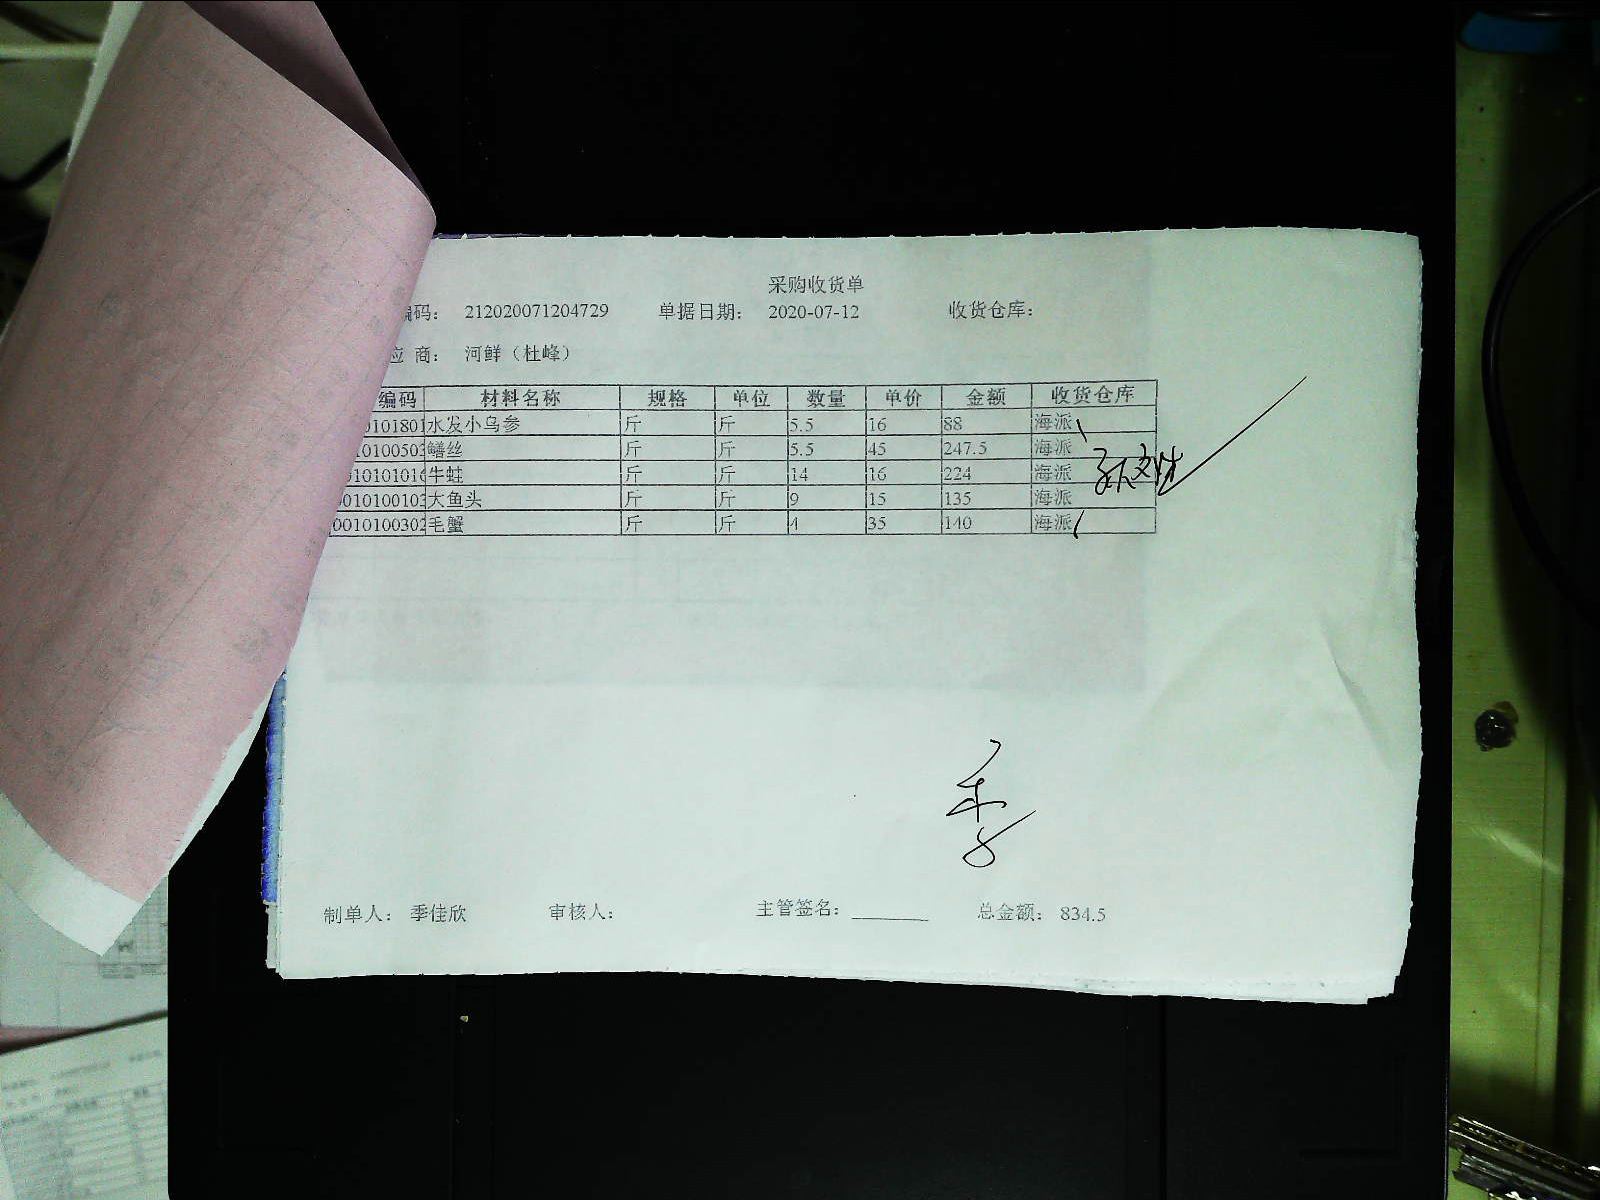 采购收货单
编码： 212020071204729 单据日期： 2020-07-12 收货仓库：
应 商： 河鲜（杜峰）
编码 材料名称 规格 单位 数量 单价 金额 收货仓库
0101801 水发小乌参 斤 斤 5.5 16 88 海派
10100503 鳝丝 斤 斤 5.5 45 247.5 海派
010101016 牛蛙 斤 斤 14 16 224 海派
0010100103 大鱼头 斤 斤 9 15 135 海派
0010100302 毛蟹 斤 斤 4 35 140 海派
季
制单人： 季佳欣 审核人： 主管签名： 总金额： 834.5